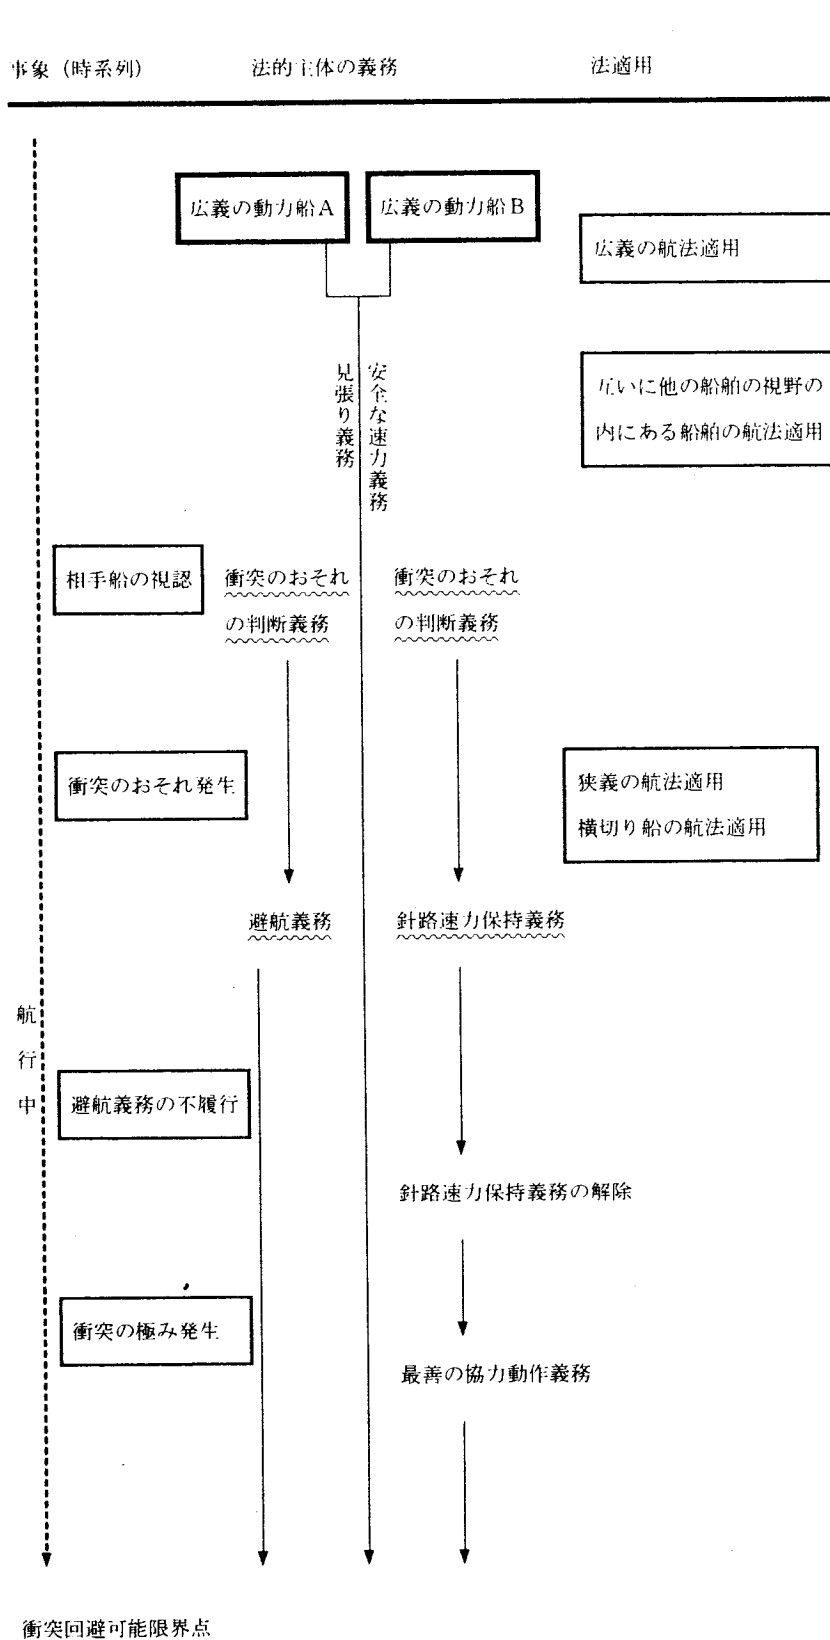 事象（時系列）
法的主体の義務
法適用
広義の動力船A
広義の動力船B
広義の航法適用
互いに他の船舶の視野の
内にある船舶の航法適用
見張り義務
安全な速力義務
相手船の視認
衝突のおそれ
の判断義務
衝突のおそれ
の判断義務
衝突のおそれ発生
狭義の航法適用
横切り船の航法適用
避航義務
針路速力保持義務
航行中
避航義務の不履行
針路速力保持義務の解除
衝突の極み発生
最善の協力動作義務
衝突回避可能限界点